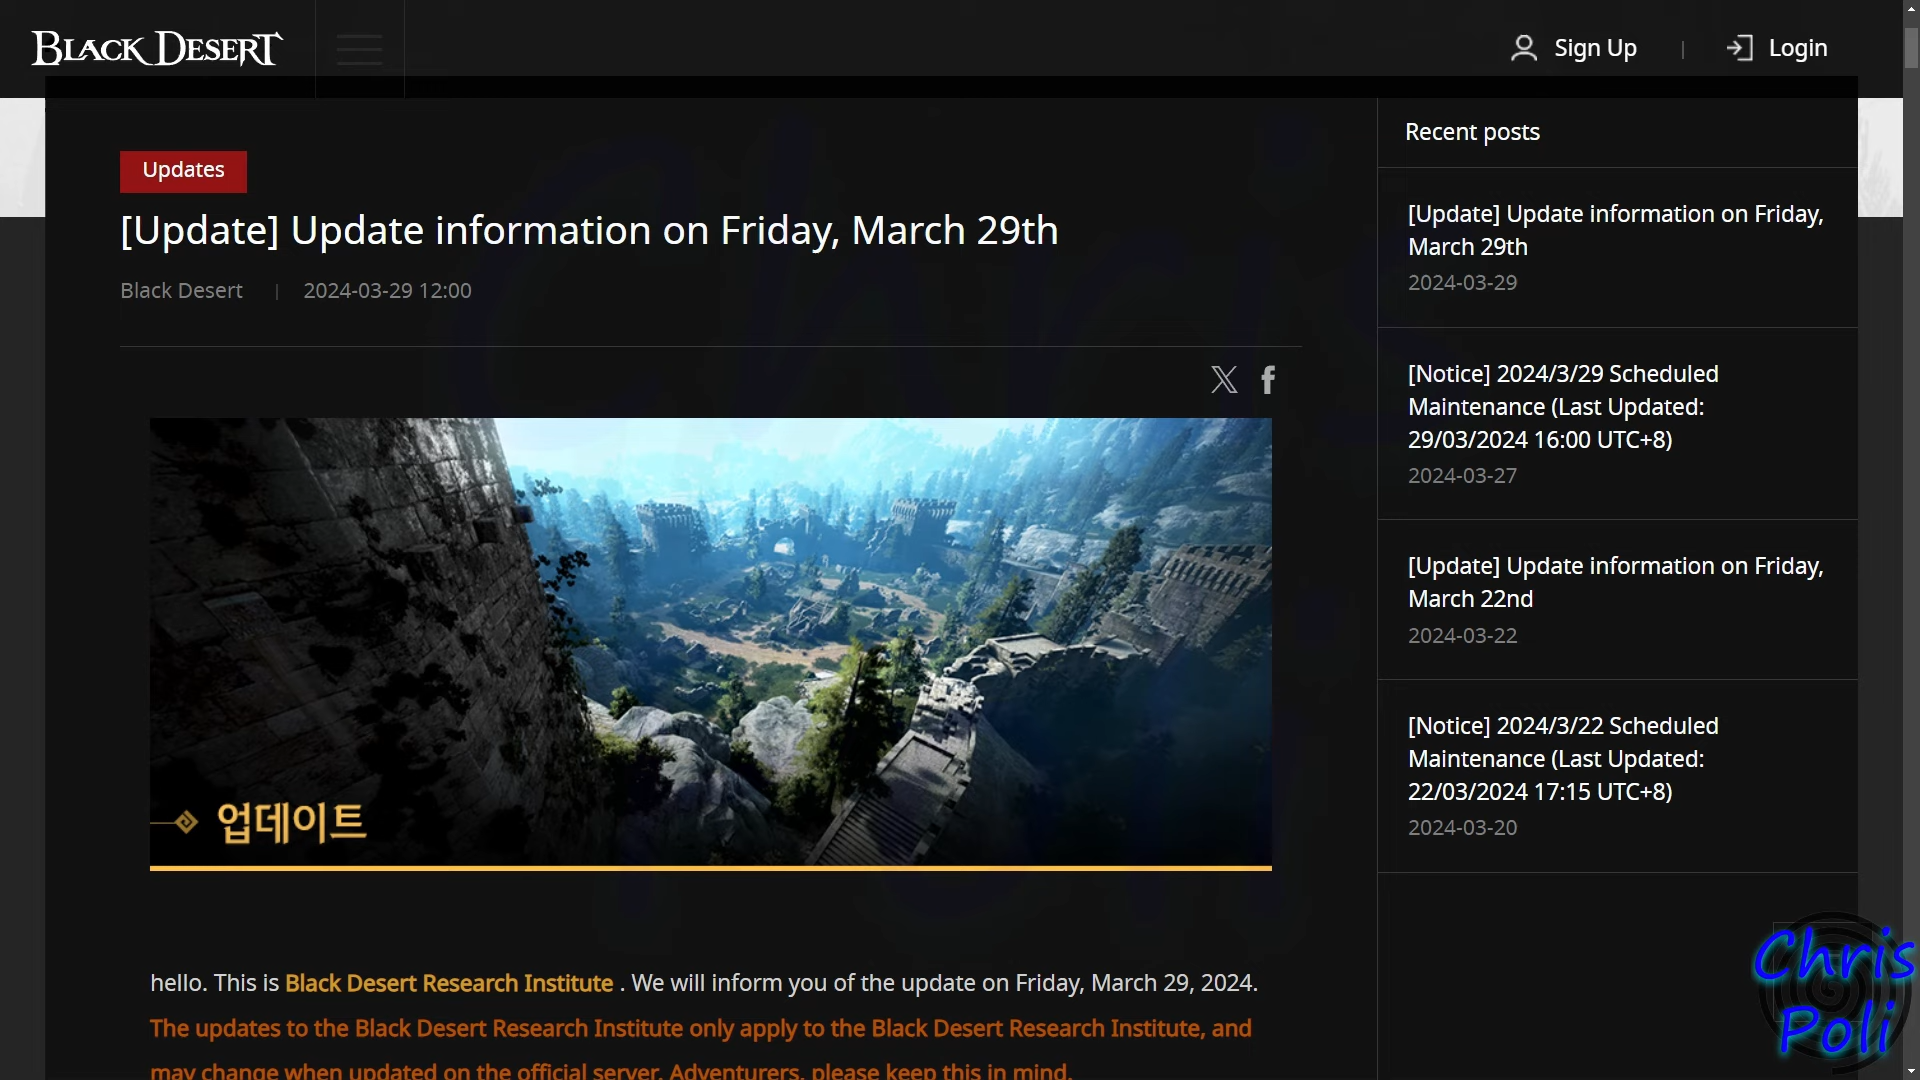 BLACK DESERT
Sign Up
Login
Updates
[Update] Update information on Friday, March 29th
Black Desert | 2024-03-29 12:00
업데이트
hello. This is Black Desert Research Institute . We will inform you of the update on Friday, March 29, 2024.
The updates to the Black Desert Research Institute only apply to the Black Desert Research Institute, and
may change when updated on the official server. Adventurers, please keep this in mind.
Recent posts
[Update] Update information on Friday,
March 29th
2024-03-29
[Notice] 2024/3/29 Scheduled
Maintenance (Last Updated:
29/03/2024 16:00 UTC+8)
2024-03-27
[Update] Update information on Friday,
March 22nd
2024-03-22
[Notice] 2024/3/22 Scheduled
Maintenance (Last Updated:
22/03/2024 17:15 UTC+8)
2024-03-20
Chris
Poli